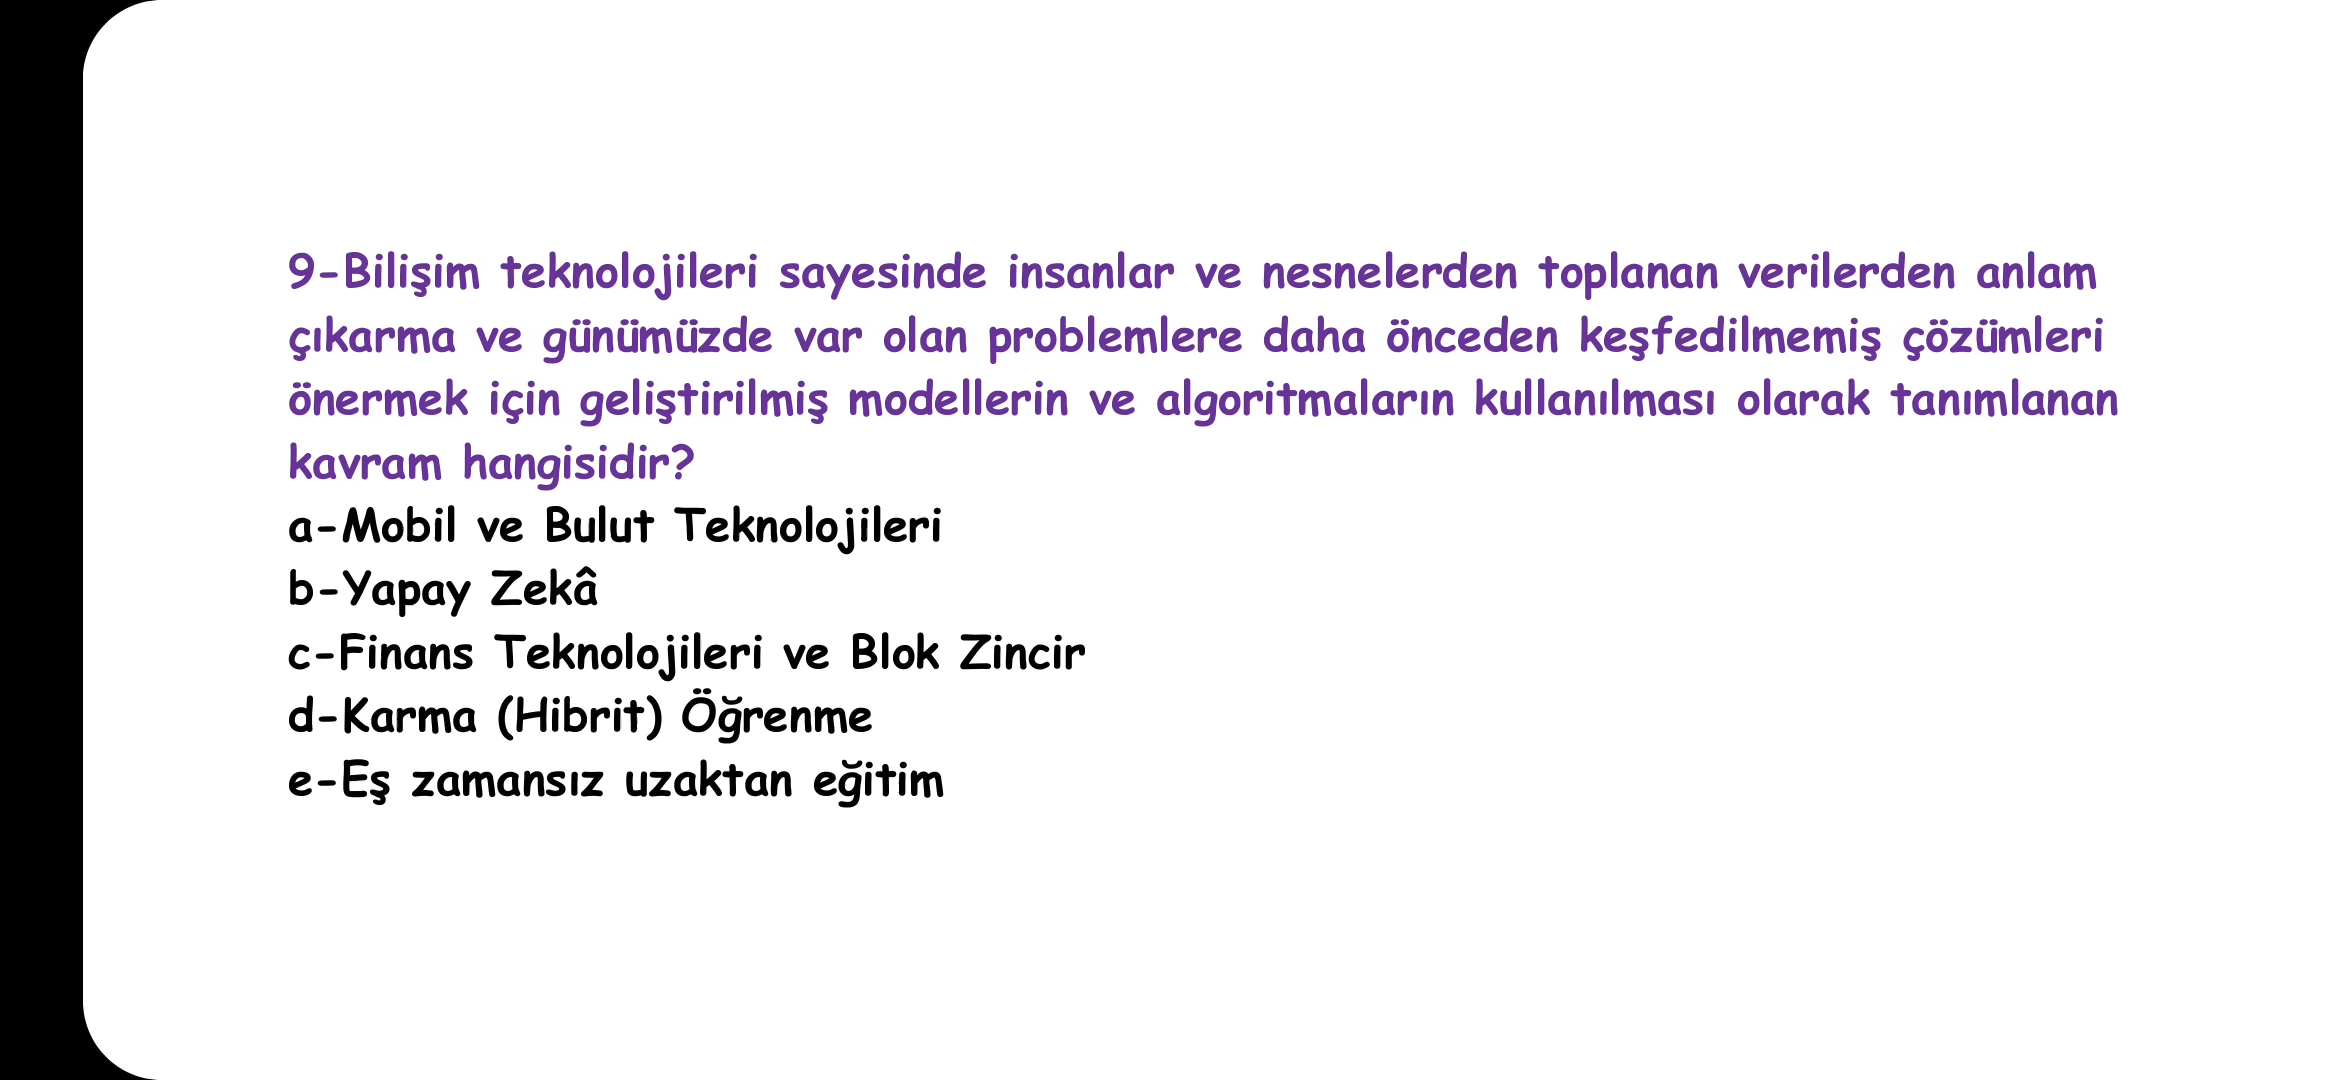 9-Bilişim teknolojileri sayesinde insanlar ve nesnelerden toplanan verilerden anlam
çıkarma ve günümüzde var olan problemlere daha önceden keşfedilmemiş çözümleri
önermek için geliştirilmiş modellerin ve algoritmaların kullanılması olarak tanımlanan
kavram hangisidir?
a-Mobil ve Bulut Teknolojileri
b-Yapay Zekâ
c-Finans Teknolojileri ve Blok Zincir
d-Karma (Hibrit) Öğrenme
e-Eş zamansız uzaktan eğitim